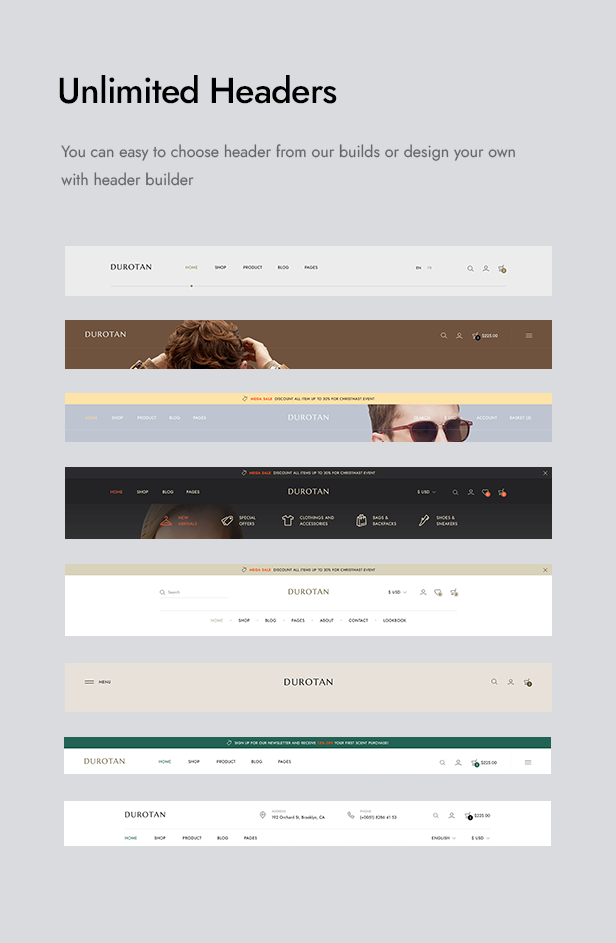 Unlimited Headers
You can easy to choose header from our builds or design your own
with header builder
DUROTAN HOME SHOP PRODUCT BLOG PAGES EN FR
DUROTAN $225.00
MEGA SALE DISCOUNT ALL ITEM UP TO 30% FOR CHRISTMAST EVENT
HOME SHOP PRODUCT BLOG PAGES DUROTAN SEARCH ACCOUNT BASKET
MEGA SALE DISCOUNT ALL ITEMS UP TO 30% FOR CHRISTMAST EVENT
HOME SHOP BLOG PAGES DUROTAN $ USD
NEW ARRIVALS SPECIAL OFFERS CLOTHINGS AND ACCESSORIES BAGS & BACKPACKS SHOES & SNEAKERS
MEGA SALE DISCOUNT ALL ITEMS UP TO 30% FOR CHRISTMAST EVENT
Search DUROTAN $ USD
HOME SHOP BLOG PAGES ABOUT CONTACT LOOKBOOK
MENU DUROTAN
SIGN UP FOR OUR NEWSLETTER AND RECEIVE YOUR FIRST SCENT PURCHASE!
DUROTAN HOME SHOP PRODUCT BLOG PAGES $225.00
DUROTAN ADDRESS 192 Orchard St, Brooklyn, CA PHONE (+0051) 8286 41 53 $225.00
HOME SHOP PRODUCT BLOG PAGES ENGLISH $ USD